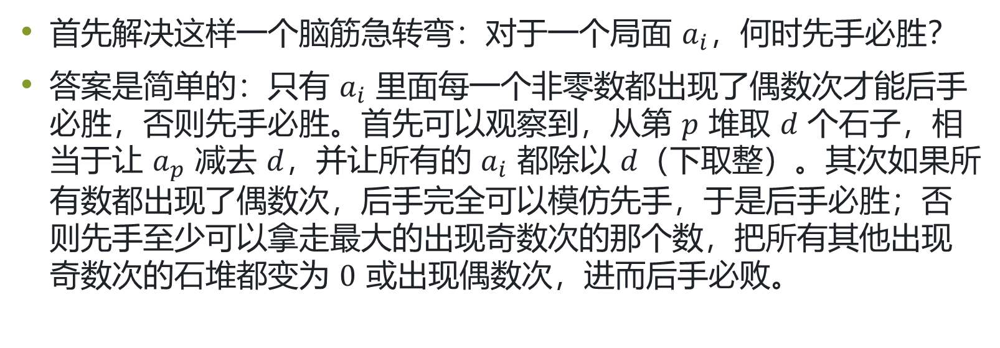 • 首先解决这样一个脑筋急转弯：对于一个局面 aᵢ，何时先手必胜？
• 答案是简单的：只有 aᵢ 里面每一个非零数都出现了偶数次才能后手
必胜，否则先手必胜。首先可以观察到，从第 p 堆取 d 个石子，相
当于让 aₚ 减去 d，并让所有的 aᵢ 都除以 d（下取整）。其次如果所
有数都出现了偶数次，后手完全可以模仿先手，于是后手必胜；否
则先手至少可以拿走最大的出现奇数次的那个数，把所有其他出现
奇数次的石堆都变为 0 或出现偶数次，进而后手必败。